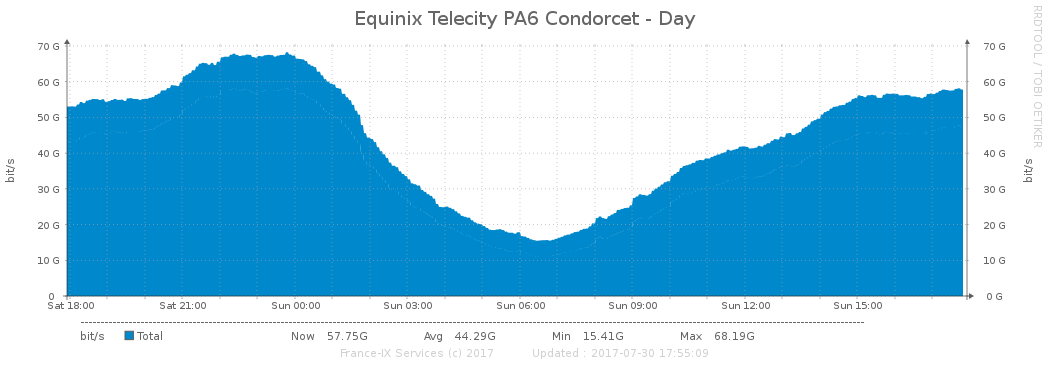 Equinix Telecity PA6 Condorcet - Day
RRDTOOL / TOBI OETIKER
bit/s
70 G 70 G
60 G 60 G
50 G 50 G
40 G 40 G
30 G 30 G
20 G 20 G
10 G 10 G
0 0 G
bit/s
Sat 18:00 Sat 21:00 Sun 00:00 Sun 03:00 Sun 06:00 Sun 09:00 Sun 12:00 Sun 15:00
bit/s Total Now 57.75G Avg 44.29G Min 15.41G Max 68.19G
France-IX Services (c) 2017 Updated : 2017-07-30 17:55:09